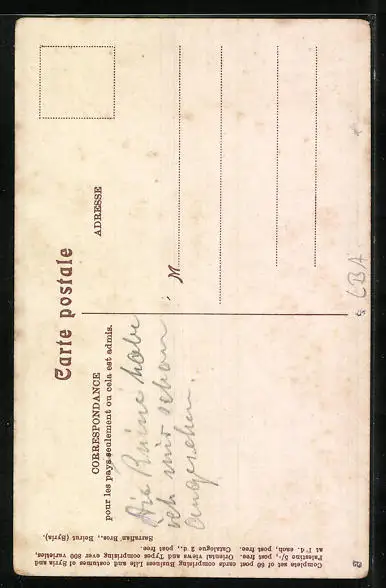 Carte postale
CORRESPONDANCE
pour les pays seulement ou cela est admis.
ADRESSE
M
Die Ruine habe
ich mir schon
angesehen.
LBA
Complete set of 60 post cards comprising Business Life and costumes of Syria and
Palestine 5/-, post free. Oriental views and Types comprising over 800 varieties,
at 1d. each, post free. Catalogue 2 d., post free.
Sarrafian Bros., Beirut (Syria).